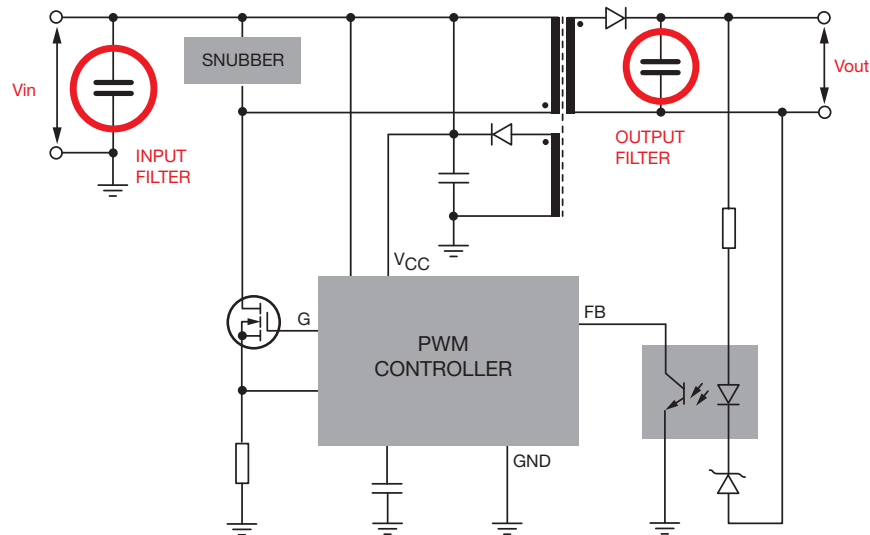 SNUBBER
Vin
Vout
INPUT
FILTER
OUTPUT
FILTER
VCC
G
FB
PWM
CONTROLLER
GND